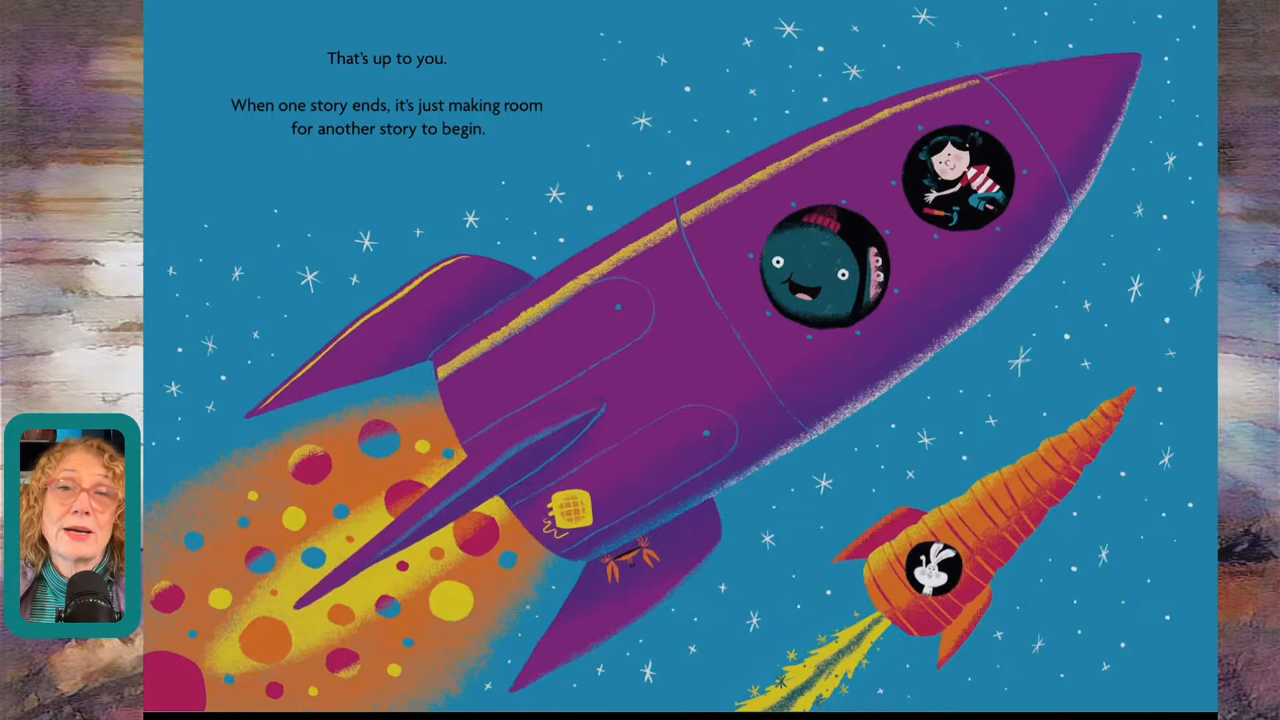 That's up to you.
When one story ends, it's just making room
for another story to begin.